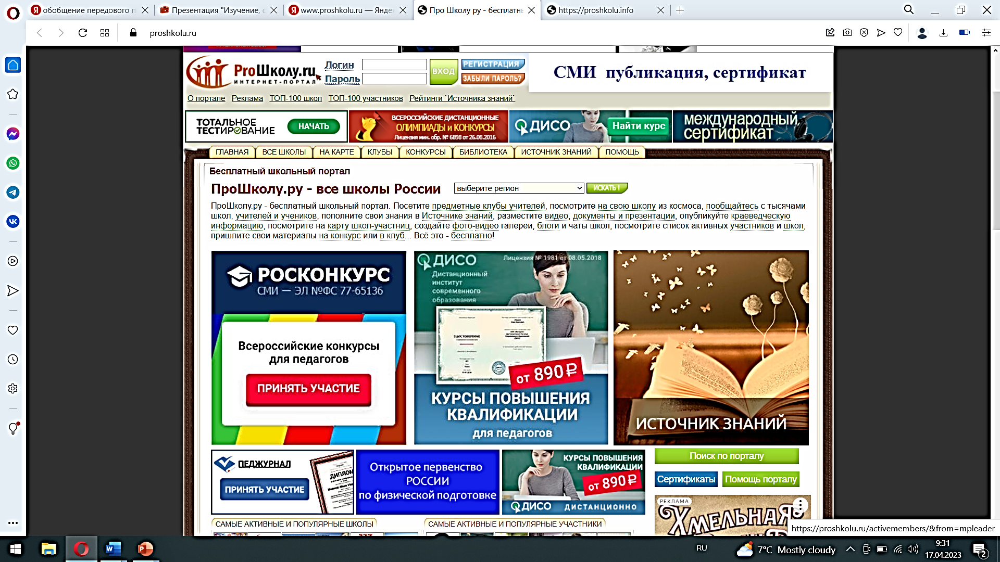 обобщение передового п
Презентация "Изучение, с
www.proshkolu.ru — Яндек
Про Школу ру - бесплатнь
https://proshkolu.info
proshkolu.ru
ProШколу.ru
ИНТЕРНЕТ-ПОРТАЛ
Логин
Пароль
ВХОД
РЕГИСТРАЦИЯ
ЗАБЫЛИ ПАРОЛЬ?
СМИ публикация, сертификат
О портале Реклама ТОП-100 школ ТОП-100 участников Рейтинги `Источника знаний`
ТОТАЛЬНОЕ
ТЕСТИРОВАНИЕ
НАЧАТЬ
ВСЕРОССИЙСКИЕ ДИСТАНЦИОННЫЕ
ОЛИМПИАДЫ и КОНКУРСЫ
Лицензия мин. обр. № 6898 от 26.08.2016
ДИСО
Найти курс
международный
сертификат
ГЛАВНАЯ ВСЕ ШКОЛЫ НА КАРТЕ КЛУБЫ КОНКУРСЫ БИБЛИОТЕКА ИСТОЧНИК ЗНАНИЙ ПОМОЩЬ
Бесплатный школьный портал
ПроШколу.ру - все школы России
выберите регион
ИСКАТЬ !
ПроШколу.ру - бесплатный школьный портал. Посетите предметные клубы учителей, посмотрите на свою школу из космоса, пообщайтесь с тысячами
школ, учителей и учеников, пополните свои знания в Источнике знаний, разместите видео, документы и презентации, опубликуйте краеведческую
информацию, посмотрите на карту школ-участниц, создайте фото-видео галереи, блоги и чаты школ, посмотрите список активных участников и школ,
пришлите свои материалы на конкурс или в клуб... Всё это - бесплатно!
РОСКОНКУРС
СМИ — ЭЛ №ФС 77-65136
Всероссийские конкурсы
для педагогов
ПРИНЯТЬ УЧАСТИЕ
ДИСО
Лицензия № 1981 от 08.05.2018
Дистанционный
институт
современного
образования
УДОСТОВЕРЕНИЕ
от 890 ₽
КУРСЫ ПОВЫШЕНИЯ
КВАЛИФИКАЦИИ
для педагогов
ИСТОЧНИК ЗНАНИЙ
ПЕДЖУРНАЛ
ПРИНЯТЬ УЧАСТИЕ
ДИПЛОМ
Открытое первенство
РОССИИ
по физической подготовке
КУРСЫ ПОВЫШЕНИЯ
КВАЛИФИКАЦИИ
от 890 ₽
ДИСО ДИСТАНЦИОННО
Поиск по порталу
Сертификаты
Помощь порталу
РЕКЛАМА
ХМЕЛЬНАЯ
САМЫЕ АКТИВНЫЕ И ПОПУЛЯРНЫЕ ШКОЛЫ
САМЫЕ АКТИВНЫЕ И ПОПУЛЯРНЫЕ УЧАСТНИКИ
https://proshkolu.ru/activemembers/&from=mpleader
RU
7°C Mostly cloudy
9:31
17.04.2023
2